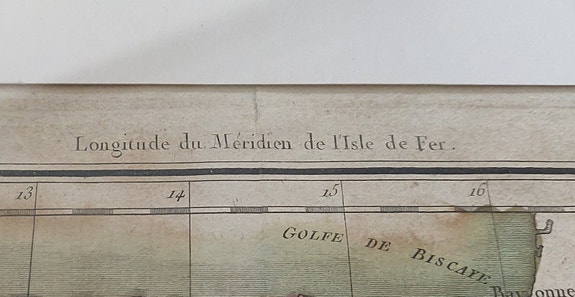 Longitude du Méridien de l'Isle de Fer.
13 14 15 16
GOLFE DE BISCAYE
Bayonne